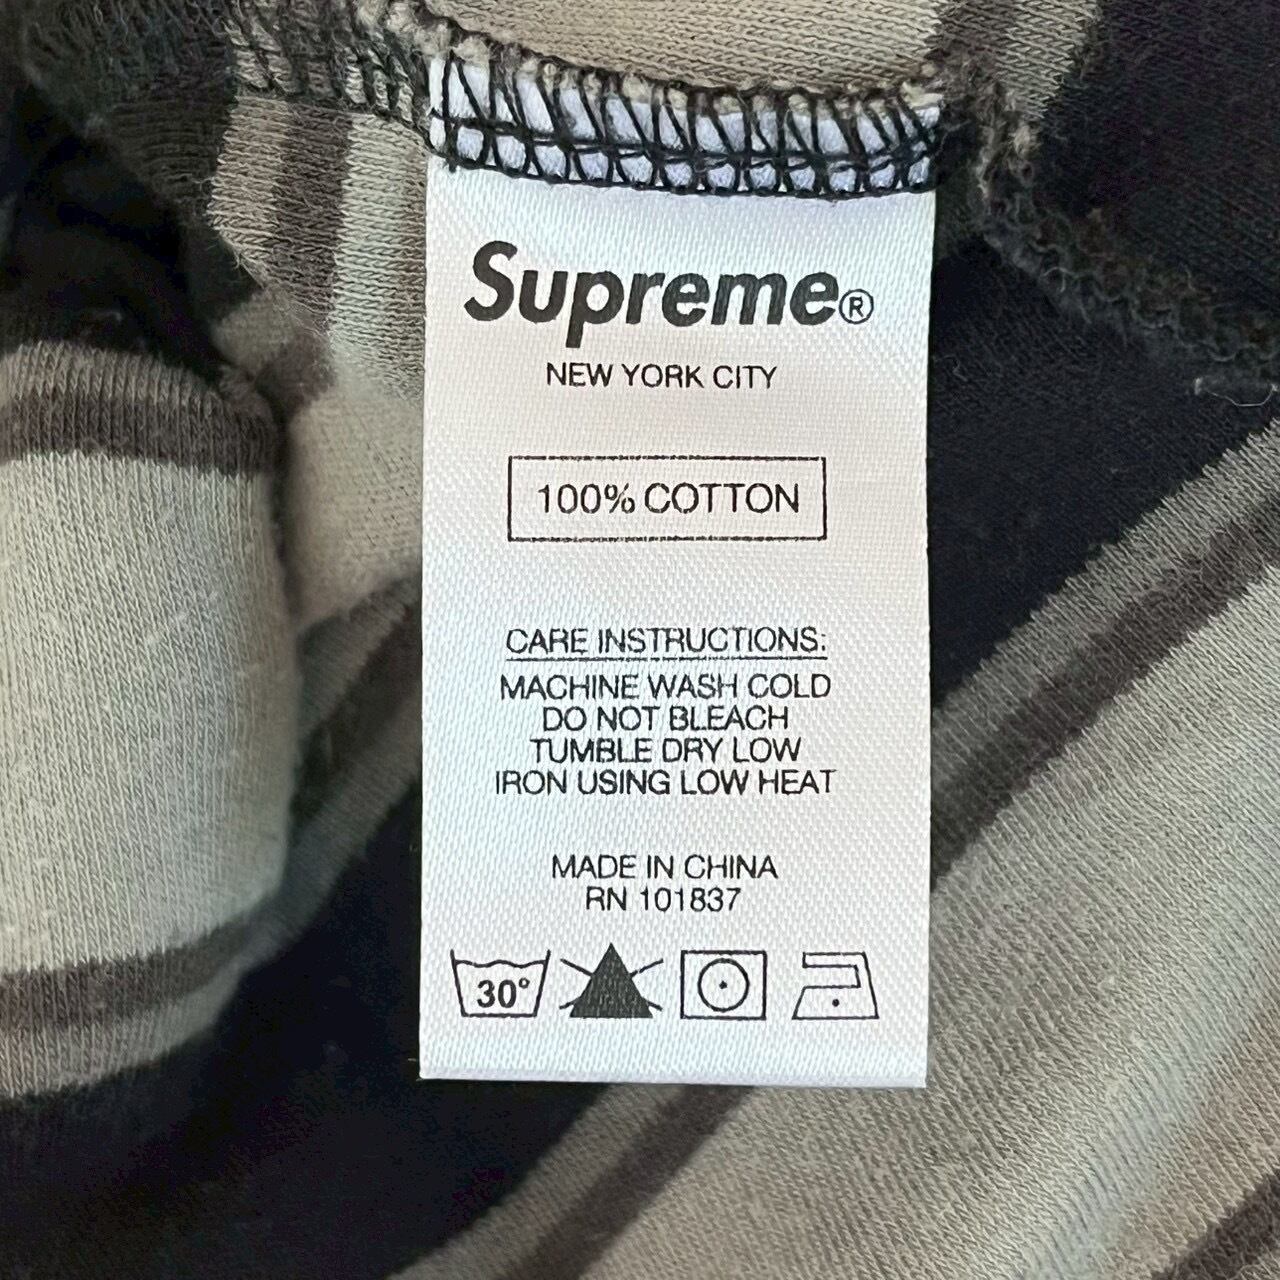 Supreme®
NEW YORK CITY
100% COTTON
CARE INSTRUCTIONS:
MACHINE WASH COLD
DO NOT BLEACH
TUMBLE DRY LOW
IRON USING LOW HEAT
MADE IN CHINA
RN 101837
30°